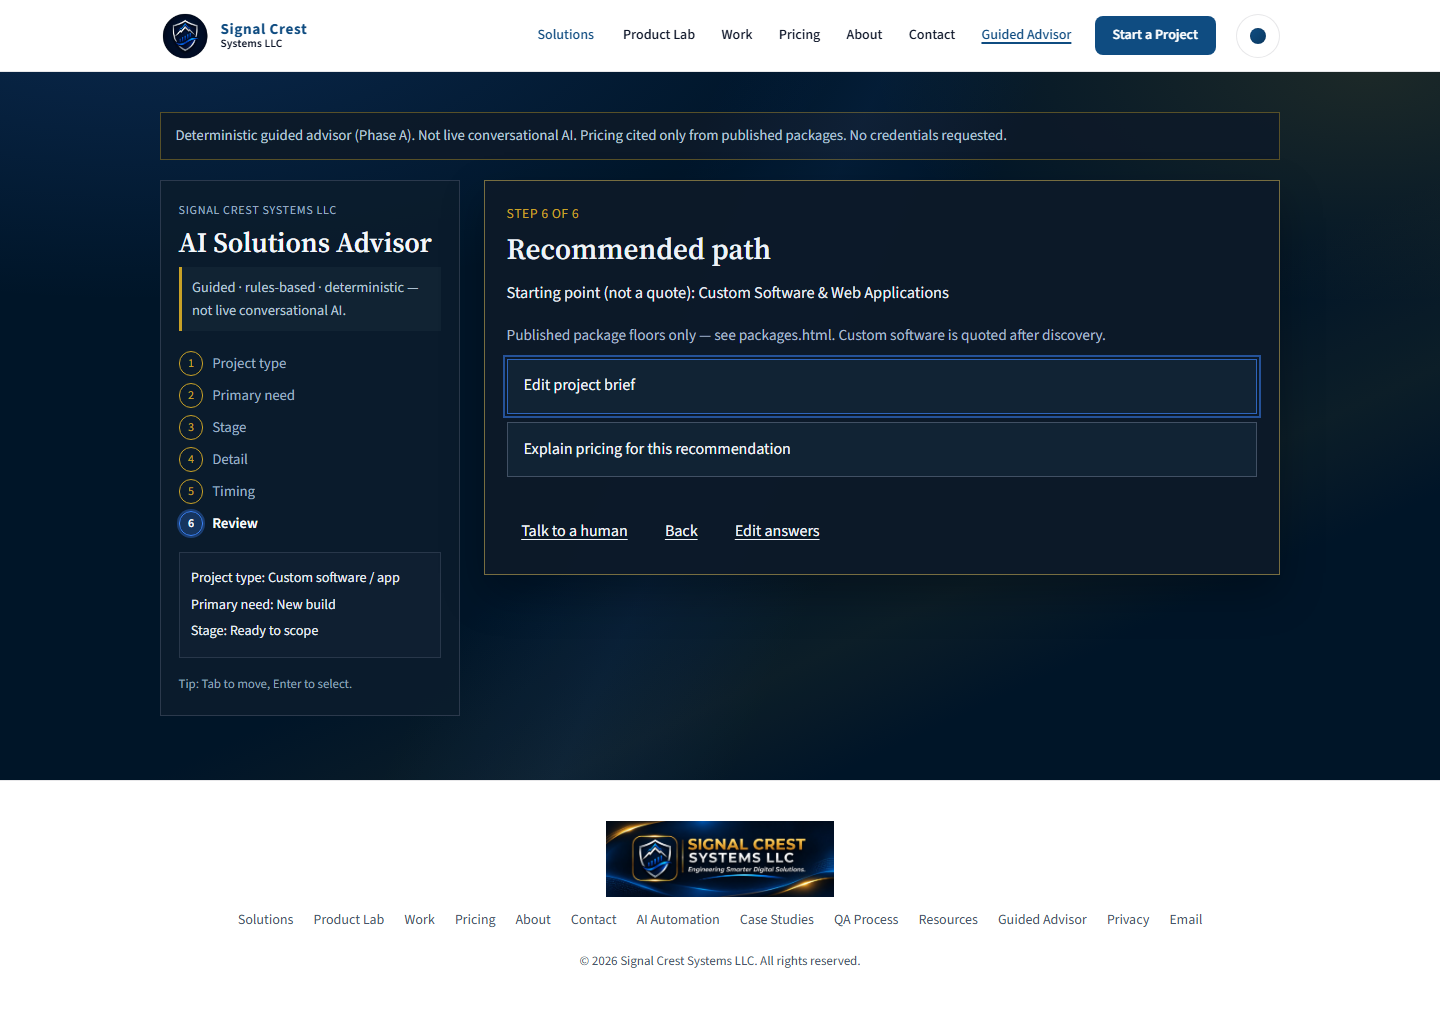 Signal Crest
Systems LLC
Solutions
Product Lab
Work
Pricing
About
Contact
Guided Advisor
Start a Project
Deterministic guided advisor (Phase A). Not live conversational AI. Pricing cited only from published packages. No credentials requested.
SIGNAL CREST SYSTEMS LLC
AI Solutions Advisor
Guided · rules-based · deterministic —
not live conversational AI.
1 Project type
2 Primary need
3 Stage
4 Detail
5 Timing
6 Review
Project type: Custom software / app
Primary need: New build
Stage: Ready to scope
Tip: Tab to move, Enter to select.
STEP 6 OF 6
Recommended path
Starting point (not a quote): Custom Software & Web Applications
Published package floors only — see packages.html. Custom software is quoted after discovery.
Edit project brief
Explain pricing for this recommendation
Talk to a human
Back
Edit answers
SIGNAL CREST
SYSTEMS LLC
Engineering Smarter Digital Solutions.
Solutions
Product Lab
Work
Pricing
About
Contact
AI Automation
Case Studies
QA Process
Resources
Guided Advisor
Privacy
Email
© 2026 Signal Crest Systems LLC. All rights reserved.